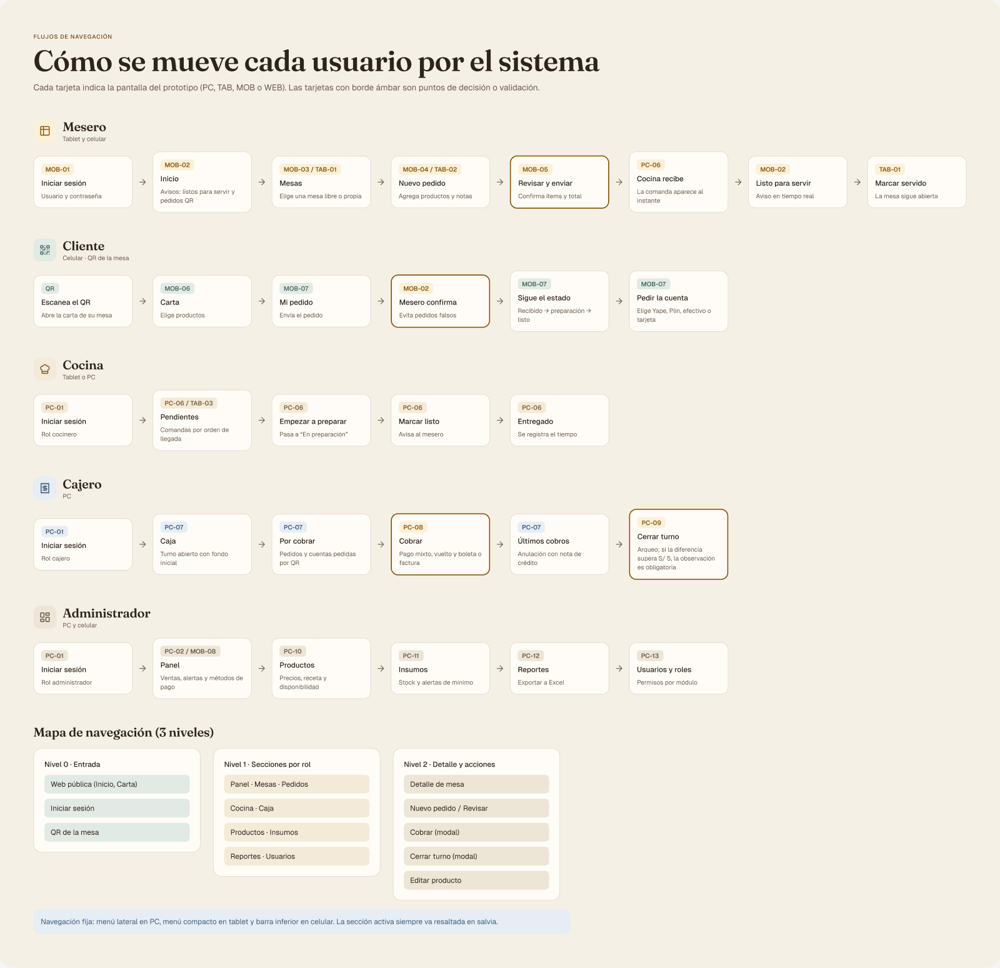 FLUJOS DE NAVEGACIÓN
Cómo se mueve cada usuario por el sistema
Cada tarjeta indica la pantalla del prototipo (PC, TAB, MOB o WEB). Las tarjetas con borde ámbar son puntos de decisión o validación.
Mesero
Tablet y celular
MOB-01
Iniciar sesión
Usuario y contraseña
→
MOB-02
Inicio
Avisos: listos para servir y
pedidos QR
→
MOB-03 / TAB-01
Mesas
Elige una mesa libre o propia
→
MOB-04 / TAB-02
Nuevo pedido
Agrega productos y notas
→
MOB-05
Revisar y enviar
Confirma ítems y total
→
PC-06
Cocina recibe
La comanda aparece al
instante
→
MOB-02
Listo para servir
Aviso en tiempo real
→
TAB-01
Marcar servido
La mesa sigue abierta
Cliente
Celular · QR de la mesa
QR
Escanea el QR
Abre la carta de su mesa
→
MOB-06
Carta
Elige productos
→
MOB-07
Mi pedido
Envía el pedido
→
MOB-02
Mesero confirma
Evita pedidos falsos
→
MOB-07
Sigue el estado
Recibido → preparación →
listo
→
MOB-07
Pedir la cuenta
Elige Yape, Plin, efectivo o
tarjeta
Cocina
Tablet o PC
PC-01
Iniciar sesión
Rol cocinero
→
PC-06 / TAB-03
Pendientes
Comandas por orden de
llegada
→
PC-06
Empezar a preparar
Pasa a “En preparación”
→
PC-06
Marcar listo
Avisa al mesero
→
PC-06
Entregado
Se registra el tiempo
Cajero
PC
PC-01
Iniciar sesión
Rol cajero
→
PC-07
Caja
Turno abierto con fondo
inicial
→
PC-07
Por cobrar
Pedidos y cuentas pedidas
por QR
→
PC-08
Cobrar
Pago mixto, vuelto y boleta o
factura
→
PC-07
Últimos cobros
Anulación con nota de
crédito
→
PC-09
Cerrar turno
Arqueo; si la diferencia
supera S/ 5, la observación
es obligatoria
Administrador
PC y celular
PC-01
Iniciar sesión
Rol administrador
→
PC-02 / MOB-08
Panel
Ventas, alertas y métodos de
pago
→
PC-10
Productos
Precios, receta y
disponibilidad
→
PC-11
Insumos
Stock y alertas de mínimo
→
PC-12
Reportes
Exportar a Excel
→
PC-13
Usuarios y roles
Permisos por módulo
Mapa de navegación (3 niveles)
Nivel 0 · Entrada
Web pública (Inicio, Carta)
Iniciar sesión
QR de la mesa
Nivel 1 · Secciones por rol
Panel · Mesas · Pedidos
Cocina · Caja
Productos · Insumos
Reportes · Usuarios
Nivel 2 · Detalle y acciones
Detalle de mesa
Nuevo pedido / Revisar
Cobrar (modal)
Cerrar turno (modal)
Editar producto
Navegación fija: menú lateral en PC, menú compacto en tablet y barra inferior en celular. La sección activa siempre va resaltada en salvia.